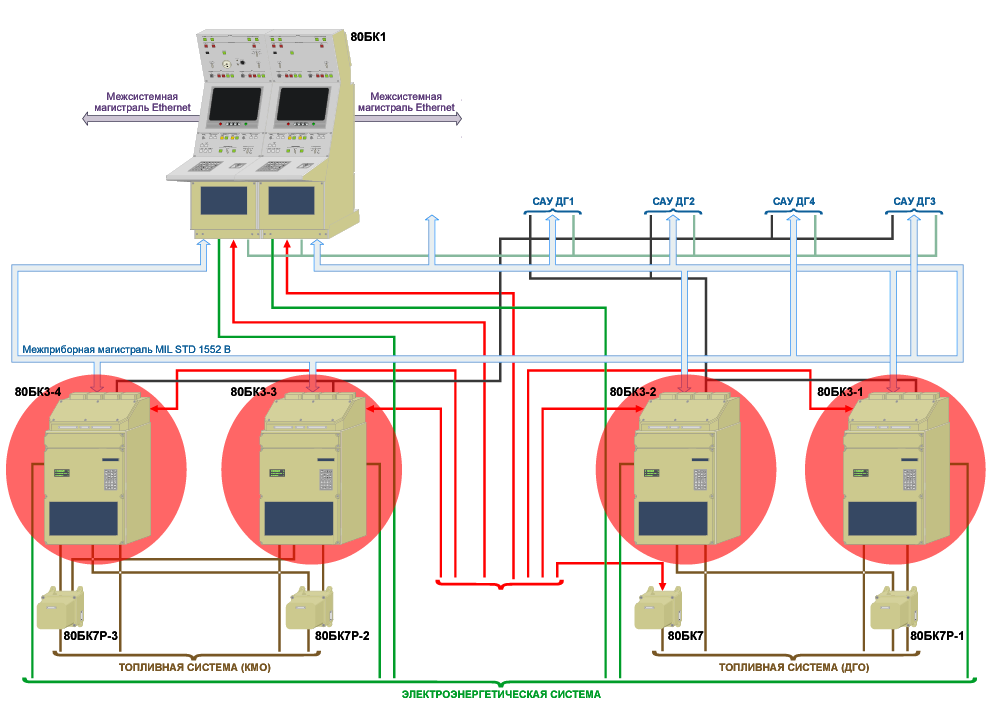 80БК1
Межсистемная
магистраль Ethernet
Межсистемная
магистраль Ethernet
САУ ДГ1
САУ ДГ2
САУ ДГ4
САУ ДГ3
Межприборная магистраль MIL STD 1552 В
80БК3-4
80БК3-3
80БК3-2
80БК3-1
80БК7Р-3
80БК7Р-2
80БК7
80БК7Р-1
ТОПЛИВНАЯ СИСТЕМА (КМО)
ТОПЛИВНАЯ СИСТЕМА (ДГО)
ЭЛЕКТРОЭНЕРГЕТИЧЕСКАЯ СИСТЕМА